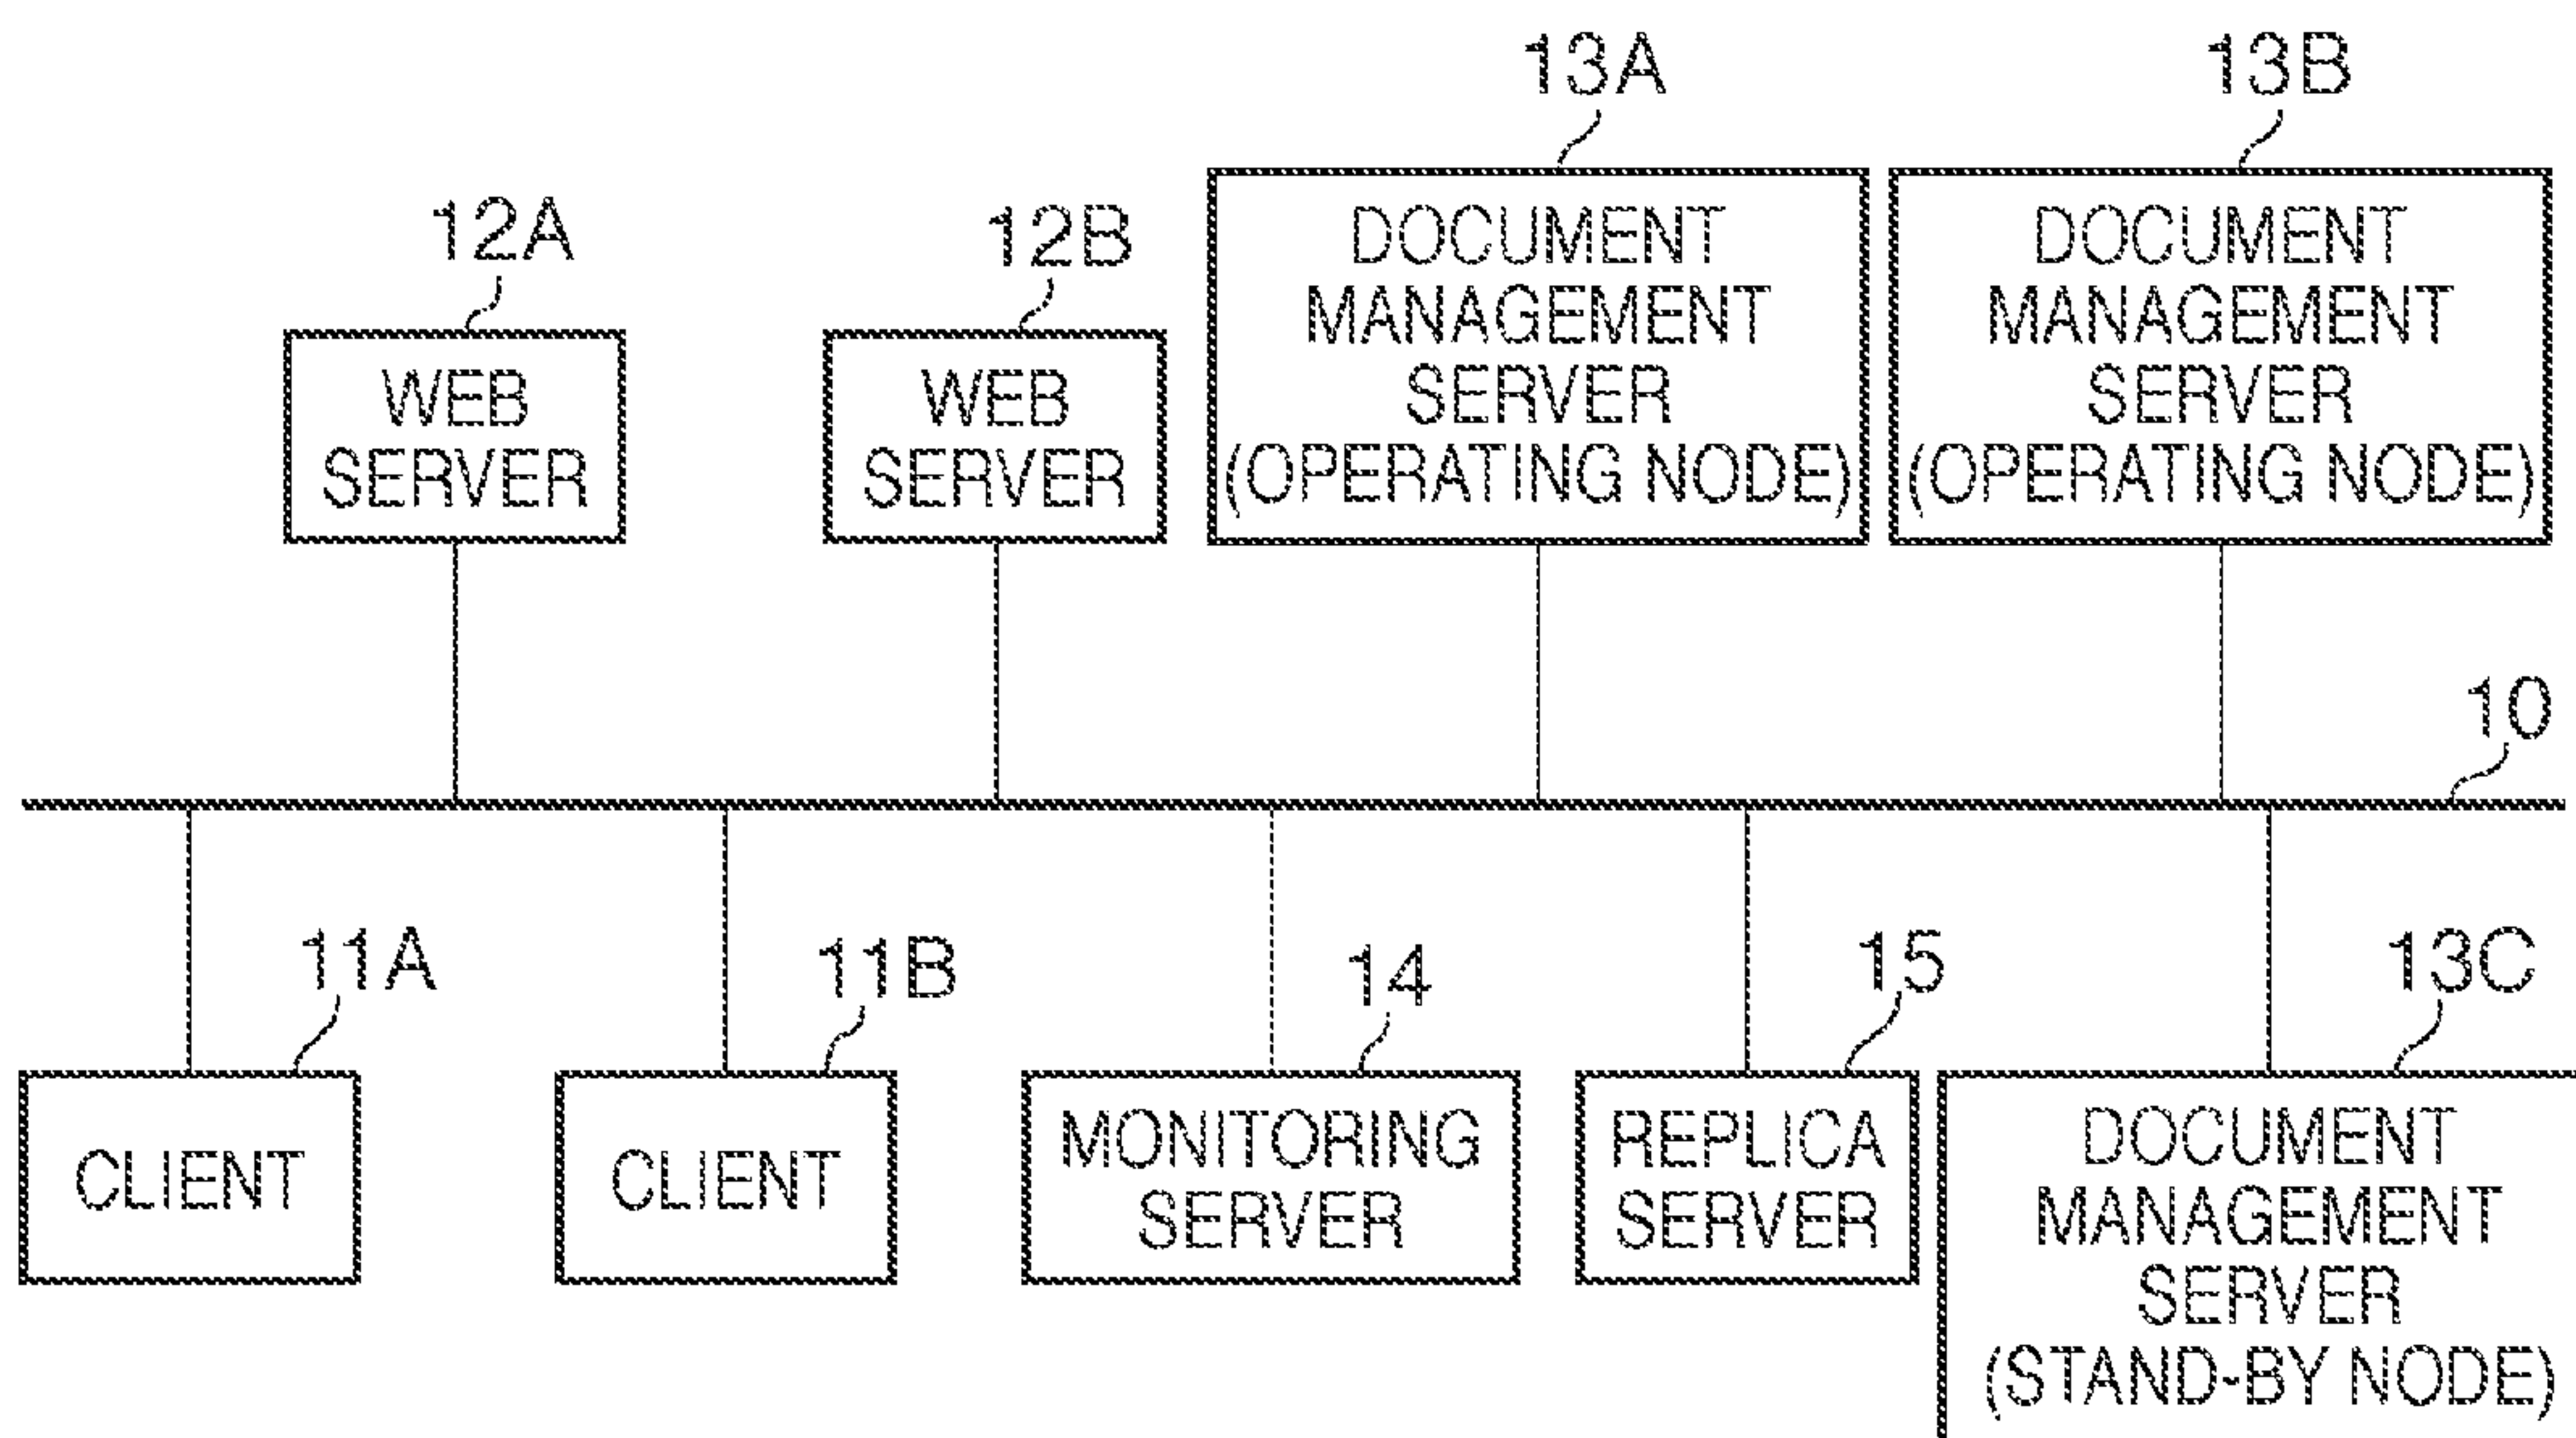 13A
13B
12A
12B
DOCUMENT
MANAGEMENT
SERVER
(OPERATING NODE)
DOCUMENT
MANAGEMENT
SERVER
(OPERATING NODE)
WEB
SERVER
WEB
SERVER
10
11A
11B
14
15
13C
CLIENT
CLIENT
MONITORING
SERVER
REPLICA
SERVER
DOCUMENT
MANAGEMENT
SERVER
(STAND-BY NODE)